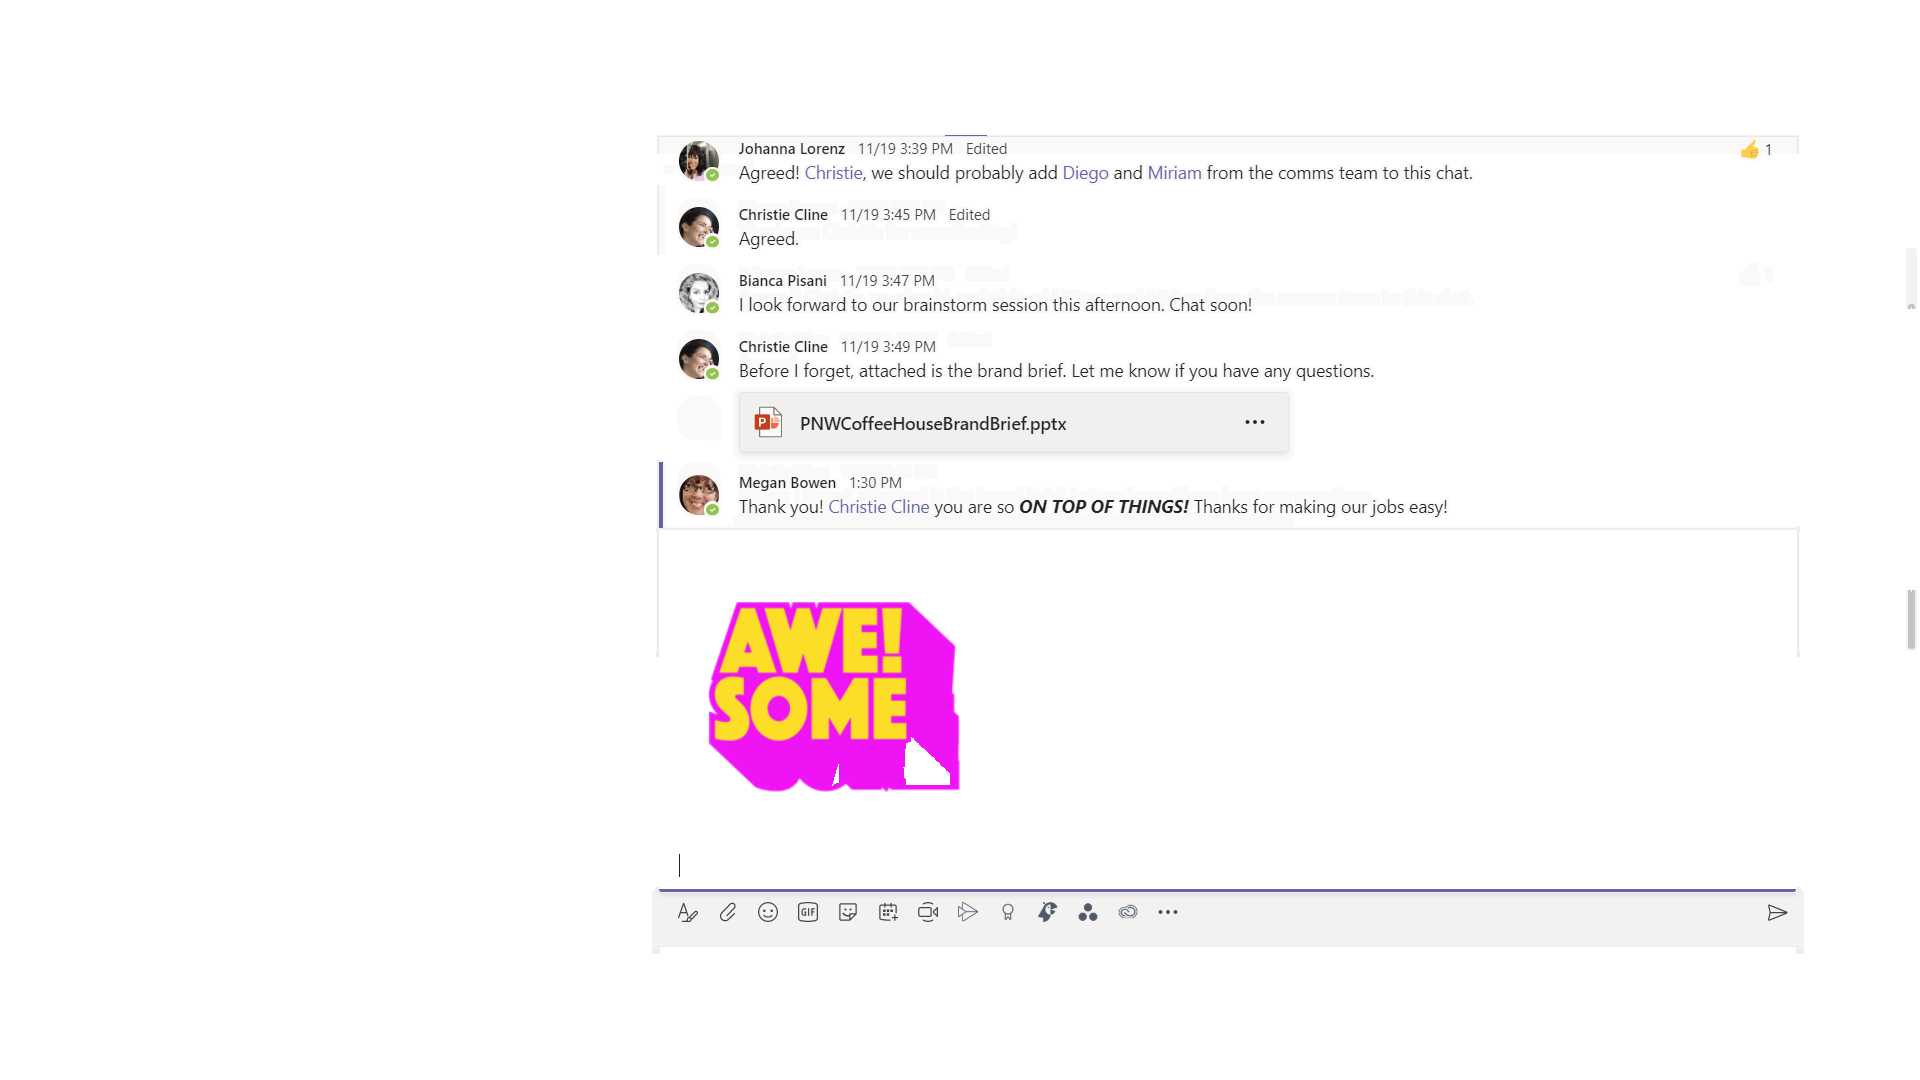 Johanna Lorenz 11/19 3:39 PM Edited
1
Agreed! Christie, we should probably add Diego and Miriam from the comms team to this chat.
Christie Cline 11/19 3:45 PM Edited
Agreed.
Bianca Pisani 11/19 3:47 PM
I look forward to our brainstorm session this afternoon. Chat soon!
Christie Cline 11/19 3:49 PM
Before I forget, attached is the brand brief. Let me know if you have any questions.
P PNWCoffeeHouseBrandBrief.pptx
Megan Bowen 1:30 PM
Thank you! Christie Cline you are so ON TOP OF THINGS! Thanks for making our jobs easy!
AWE!
SOME
GIF